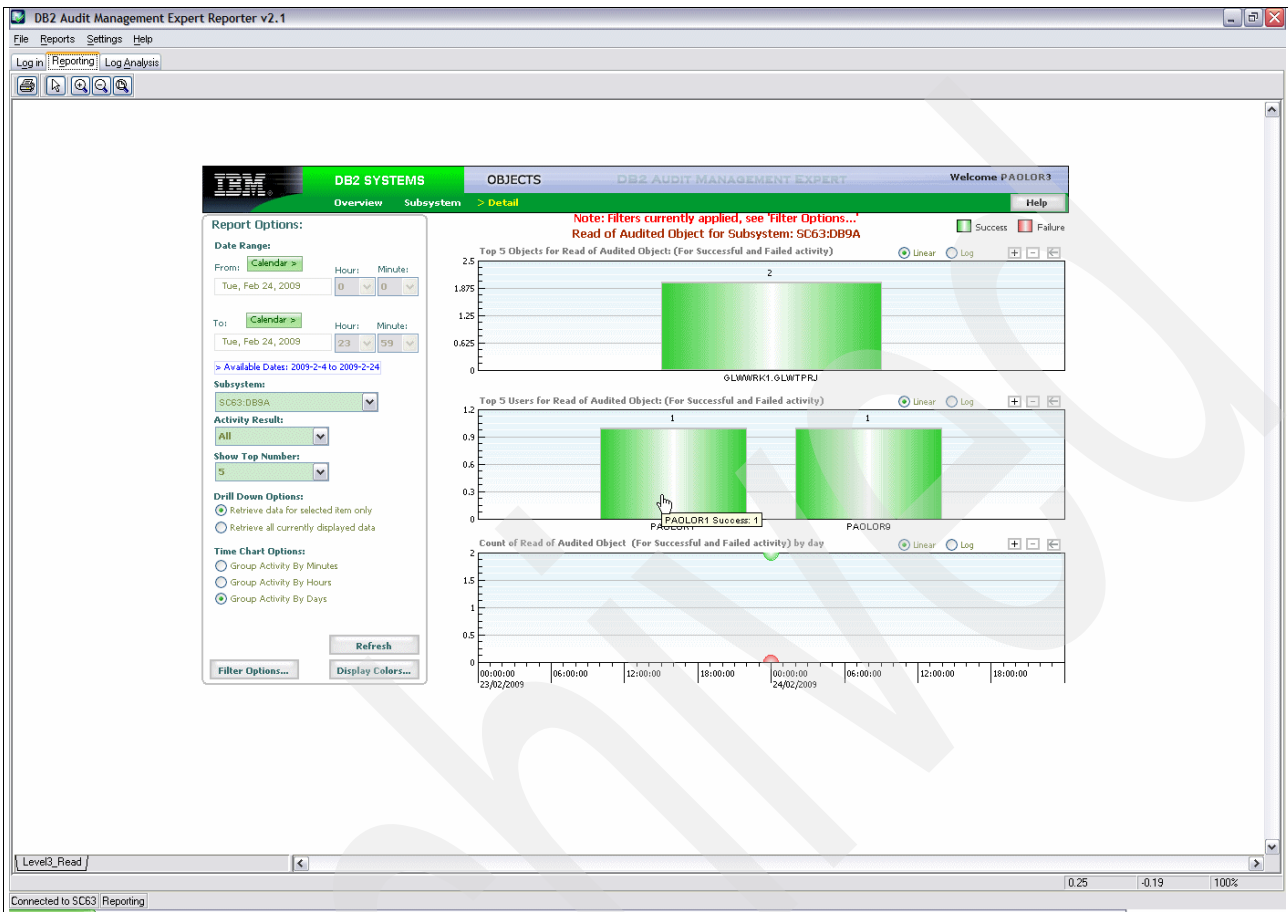 DB2 Audit Management Expert Reporter v2.1
File Reports Settings Help
Log in Reporting Log Analysis
IBM®
DB2 SYSTEMS OBJECTS DB2 AUDIT MANAGEMENT EXPERT Welcome PAOLOR3
Overview Subsystem > Detail Help
Report Options:
Date Range:
From: Calendar > Hour: Minute:
Tue, Feb 24, 2009 0 0
To: Calendar > Hour: Minute:
Tue, Feb 24, 2009 23 59
> Available Dates: 2009-2-4 to 2009-2-24
Subsystem:
SC63:DB9A
Activity Result:
All
Show Top Number:
5
Drill Down Options:
Retrieve data for selected item only
Retrieve all currently displayed data
Time Chart Options:
Group Activity By Minutes
Group Activity By Hours
Group Activity By Days
Refresh
Filter Options... Display Colors...
Note: Filters currently applied, see 'Filter Options...'
Read of Audited Object for Subsystem: SC63:DB9A
Success Failure
Top 5 Objects for Read of Audited Object: (For Successful and Failed activity) Linear Log
2.5
2
1.875
1.25
0.625
0
GLWWRK1.GLWTPRJ
Top 5 Users for Read of Audited Object: (For Successful and Failed activity) Linear Log
1.2
1 1
0.9
0.6
0.3
0
PAOLOR1 Success: 1
PAOLOR1 PAOLOR9
Count of Read of Audited Object (For Successful and Failed activity) by day Linear Log
2
1.5
1
0.5
0
00:00:00 06:00:00 12:00:00 18:00:00 00:00:00 06:00:00 12:00:00 18:00:00
23/02/2009 24/02/2009
Level3_Read
0.25 -0.19 100%
Connected to SC63 Reporting